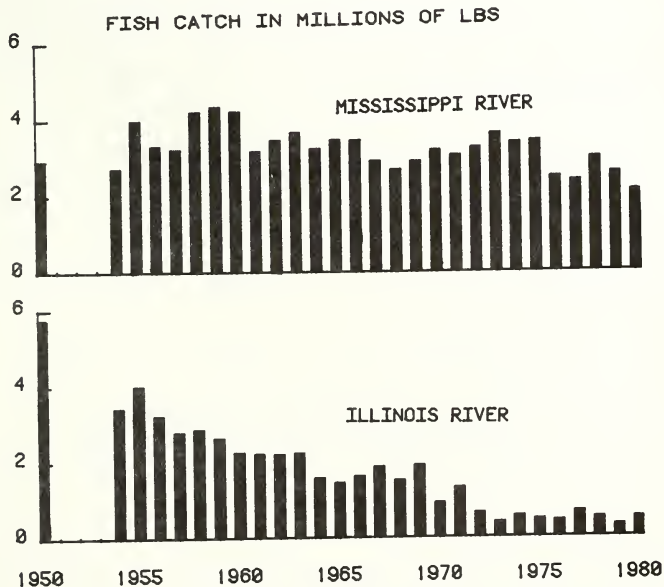 FISH CATCH IN MILLIONS OF LBS
6
MISSISSIPPI RIVER
4
2
0
6
4
ILLINOIS RIVER
2
0
1950 1955 1960 1965 1970 1975 1980